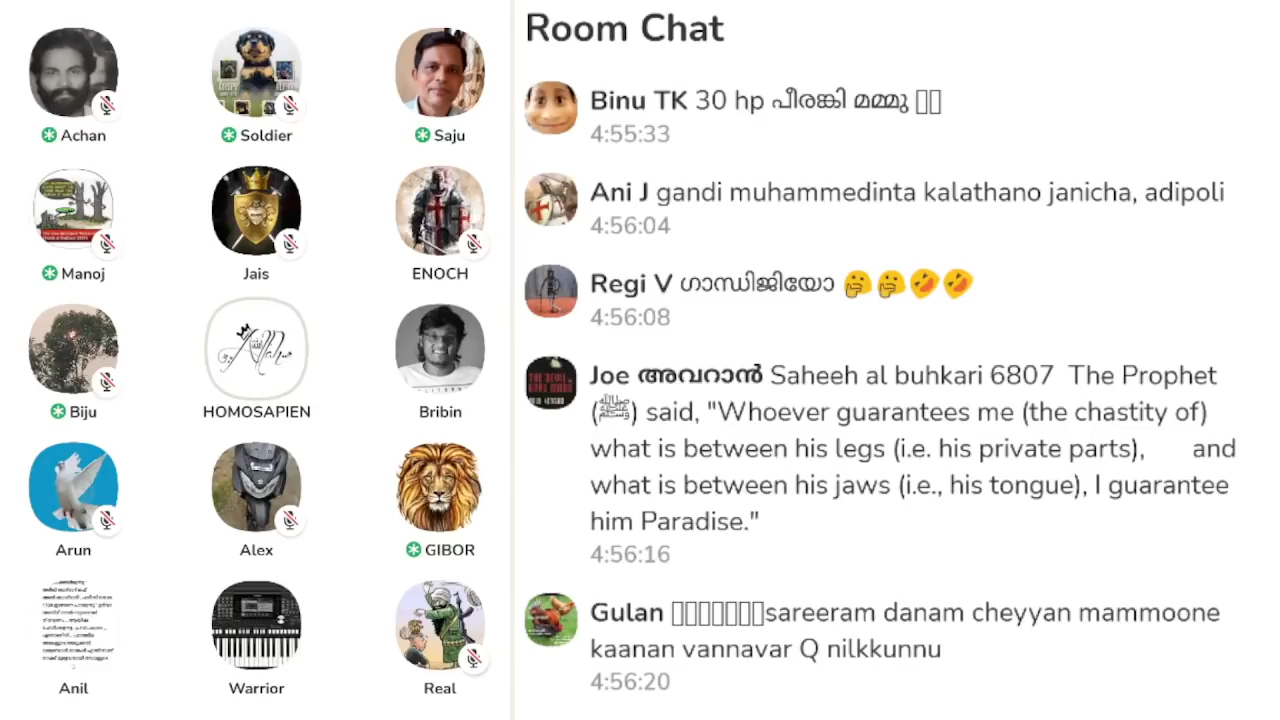 Achan
Soldier
Saju
Manoj
Jais
ENOCH
Biju
HOMOSAPIEN
Bribin
Arun
Alex
GIBOR
Anil
Warrior
Real
Room Chat
Binu TK 30 hp പീരങ്കി മമ്മു
4:55:33
Ani J gandi muhammedinta kalathano janicha, adipoli
4:56:04
Regi V ഗാന്ധിജിയോ 🤔🤔🤣🤣
4:56:08
Joe അവറാൻ Saheeh al buhkari 6807 The Prophet
(ﷺ) said, "Whoever guarantees me (the chastity of)
what is between his legs (i.e. his private parts), and
what is between his jaws (i.e., his tongue), I guarantee
him Paradise."
4:56:16
Gulan sareeram danam cheyyan mammoone
kaanan vannavar Q nilkkunnu
4:56:20